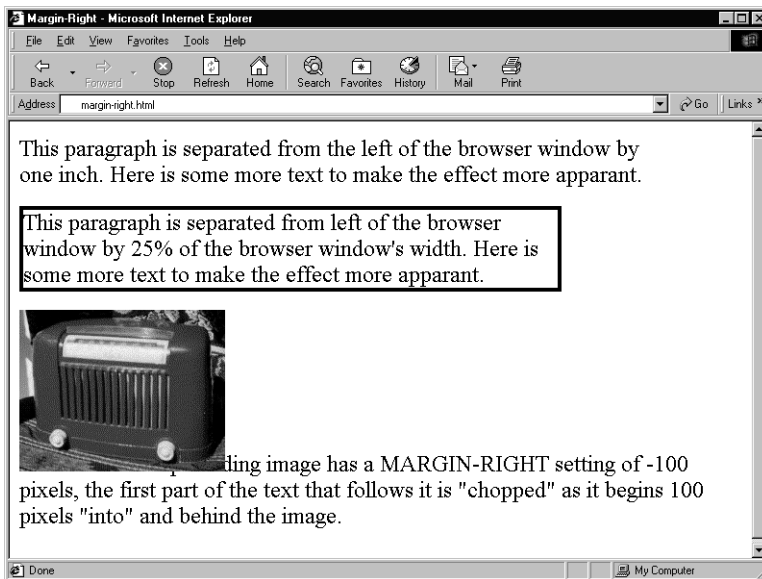 Margin-Right - Microsoft Internet Explorer
File Edit View Favorites Tools Help
Back Forward Stop Refresh Home Search Favorites History Mail Print
Address margin-right.html Go Links »
This paragraph is separated from the left of the browser window by
one inch. Here is some more text to make the effect more apparant.
This paragraph is separated from left of the browser
window by 25% of the browser window's width. Here is
some more text to make the effect more apparant.
ding image has a MARGIN-RIGHT setting of -100
pixels, the first part of the text that follows it is "chopped" as it begins 100
pixels "into" and behind the image.
Done My Computer